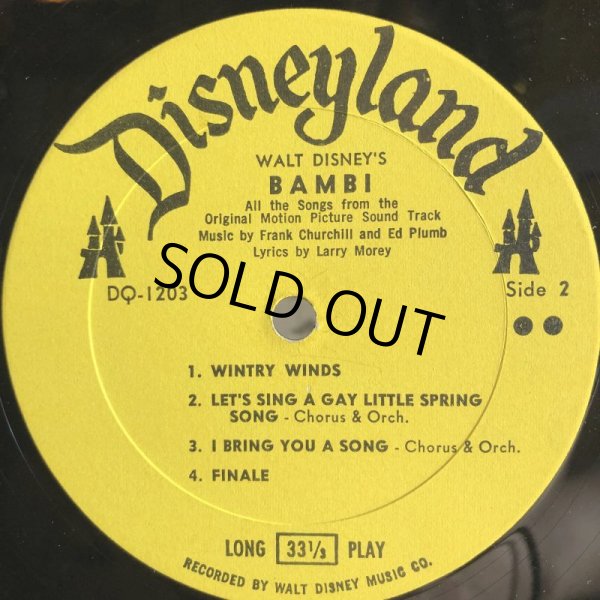 Disneyland
WALT DISNEY'S
BAMBI
All the Songs from the
Original Motion Picture Sound Track
Music by Frank Churchill and Ed Plumb
Lyrics by Larry Morey
DQ-1203
Side 2
SOLD OUT
1. WINTRY WINDS
2. LET'S SING A GAY LITTLE SPRING
SONG - Chorus & Orch.
3. I BRING YOU A SONG - Chorus & Orch.
4. FINALE
LONG 33 1/3 PLAY
RECORDED BY WALT DISNEY MUSIC CO.